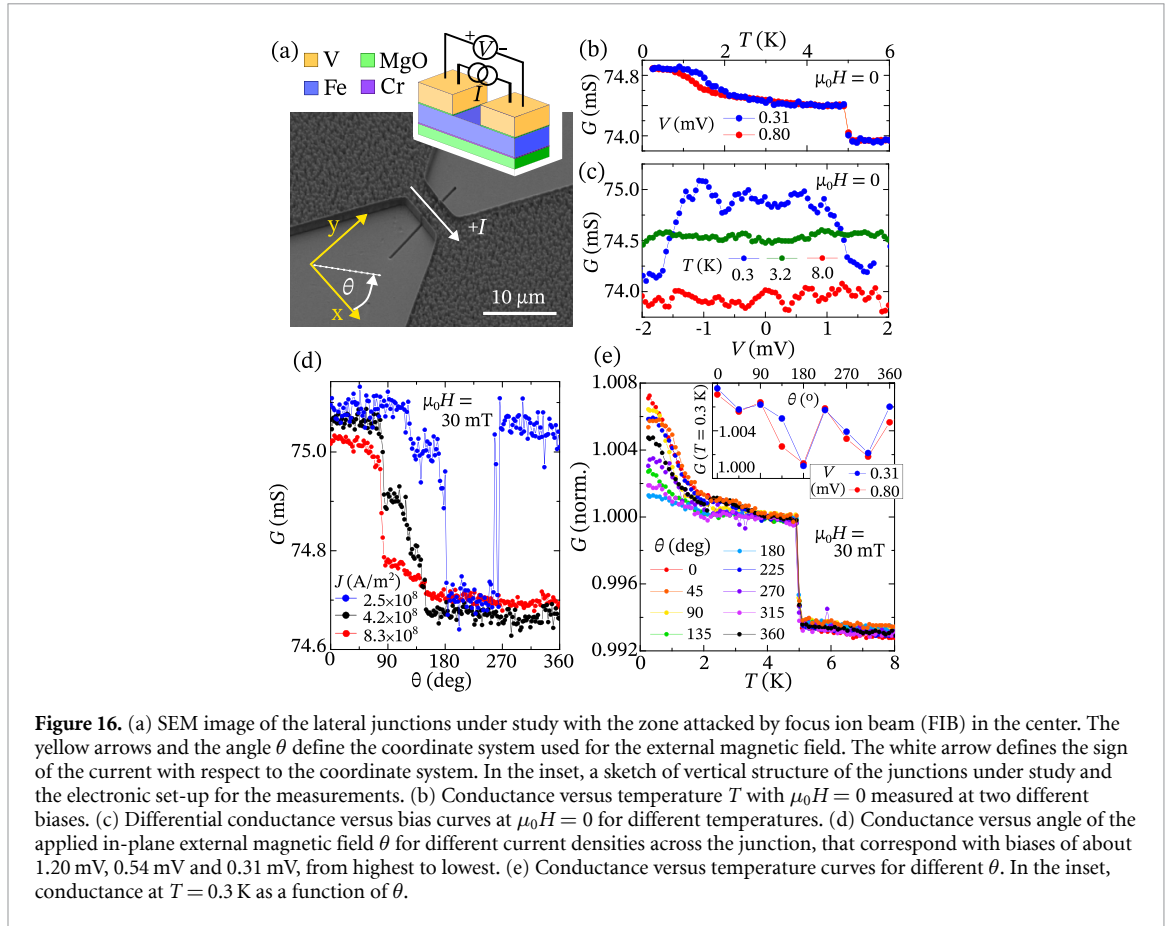 (a)
V MgO
Fe Cr
+ V −
I
+I
y
θ
x
10 μm
(b)
T (K)
0 2 4 6
74.8
74.0
G (mS)
μ₀H = 0
V (mV)
0.31
0.80
(c)
75.0
74.5
74.0
G (mS)
μ₀H = 0
T (K)
0.3 3.2 8.0
-2 -1 0 1 2
V (mV)
(d)
μ₀H =
30 mT
75.0
74.8
74.6
G (mS)
J (A/m²)
2.5×10⁸
4.2×10⁸
8.3×10⁸
0 90 180 270 360
θ (deg)
(e)
1.008
1.004
1.000
0.996
0.992
G (norm.)
0 90 180 270 360
θ (º)
1.004
1.000
G (T = 0.3 K)
V
(mV)
0.31
0.80
μ₀H =
30 mT
θ (deg)
0 180
45 225
90 270
135 315
360
0 2 4 6 8
T (K)
Figure 16. (a) SEM image of the lateral junctions under study with the zone attacked by focus ion beam (FIB) in the center. The
yellow arrows and the angle θ define the coordinate system used for the external magnetic field. The white arrow defines the sign
of the current with respect to the coordinate system. In the inset, a sketch of vertical structure of the junctions under study and
the electronic set-up for the measurements. (b) Conductance versus temperature T with μ₀H = 0 measured at two different
biases. (c) Differential conductance versus bias curves at μ₀H = 0 for different temperatures. (d) Conductance versus angle of the
applied in-plane external magnetic field θ for different current densities across the junction, that correspond with biases of about
1.20 mV, 0.54 mV and 0.31 mV, from highest to lowest. (e) Conductance versus temperature curves for different θ. In the inset,
conductance at T = 0.3 K as a function of θ.